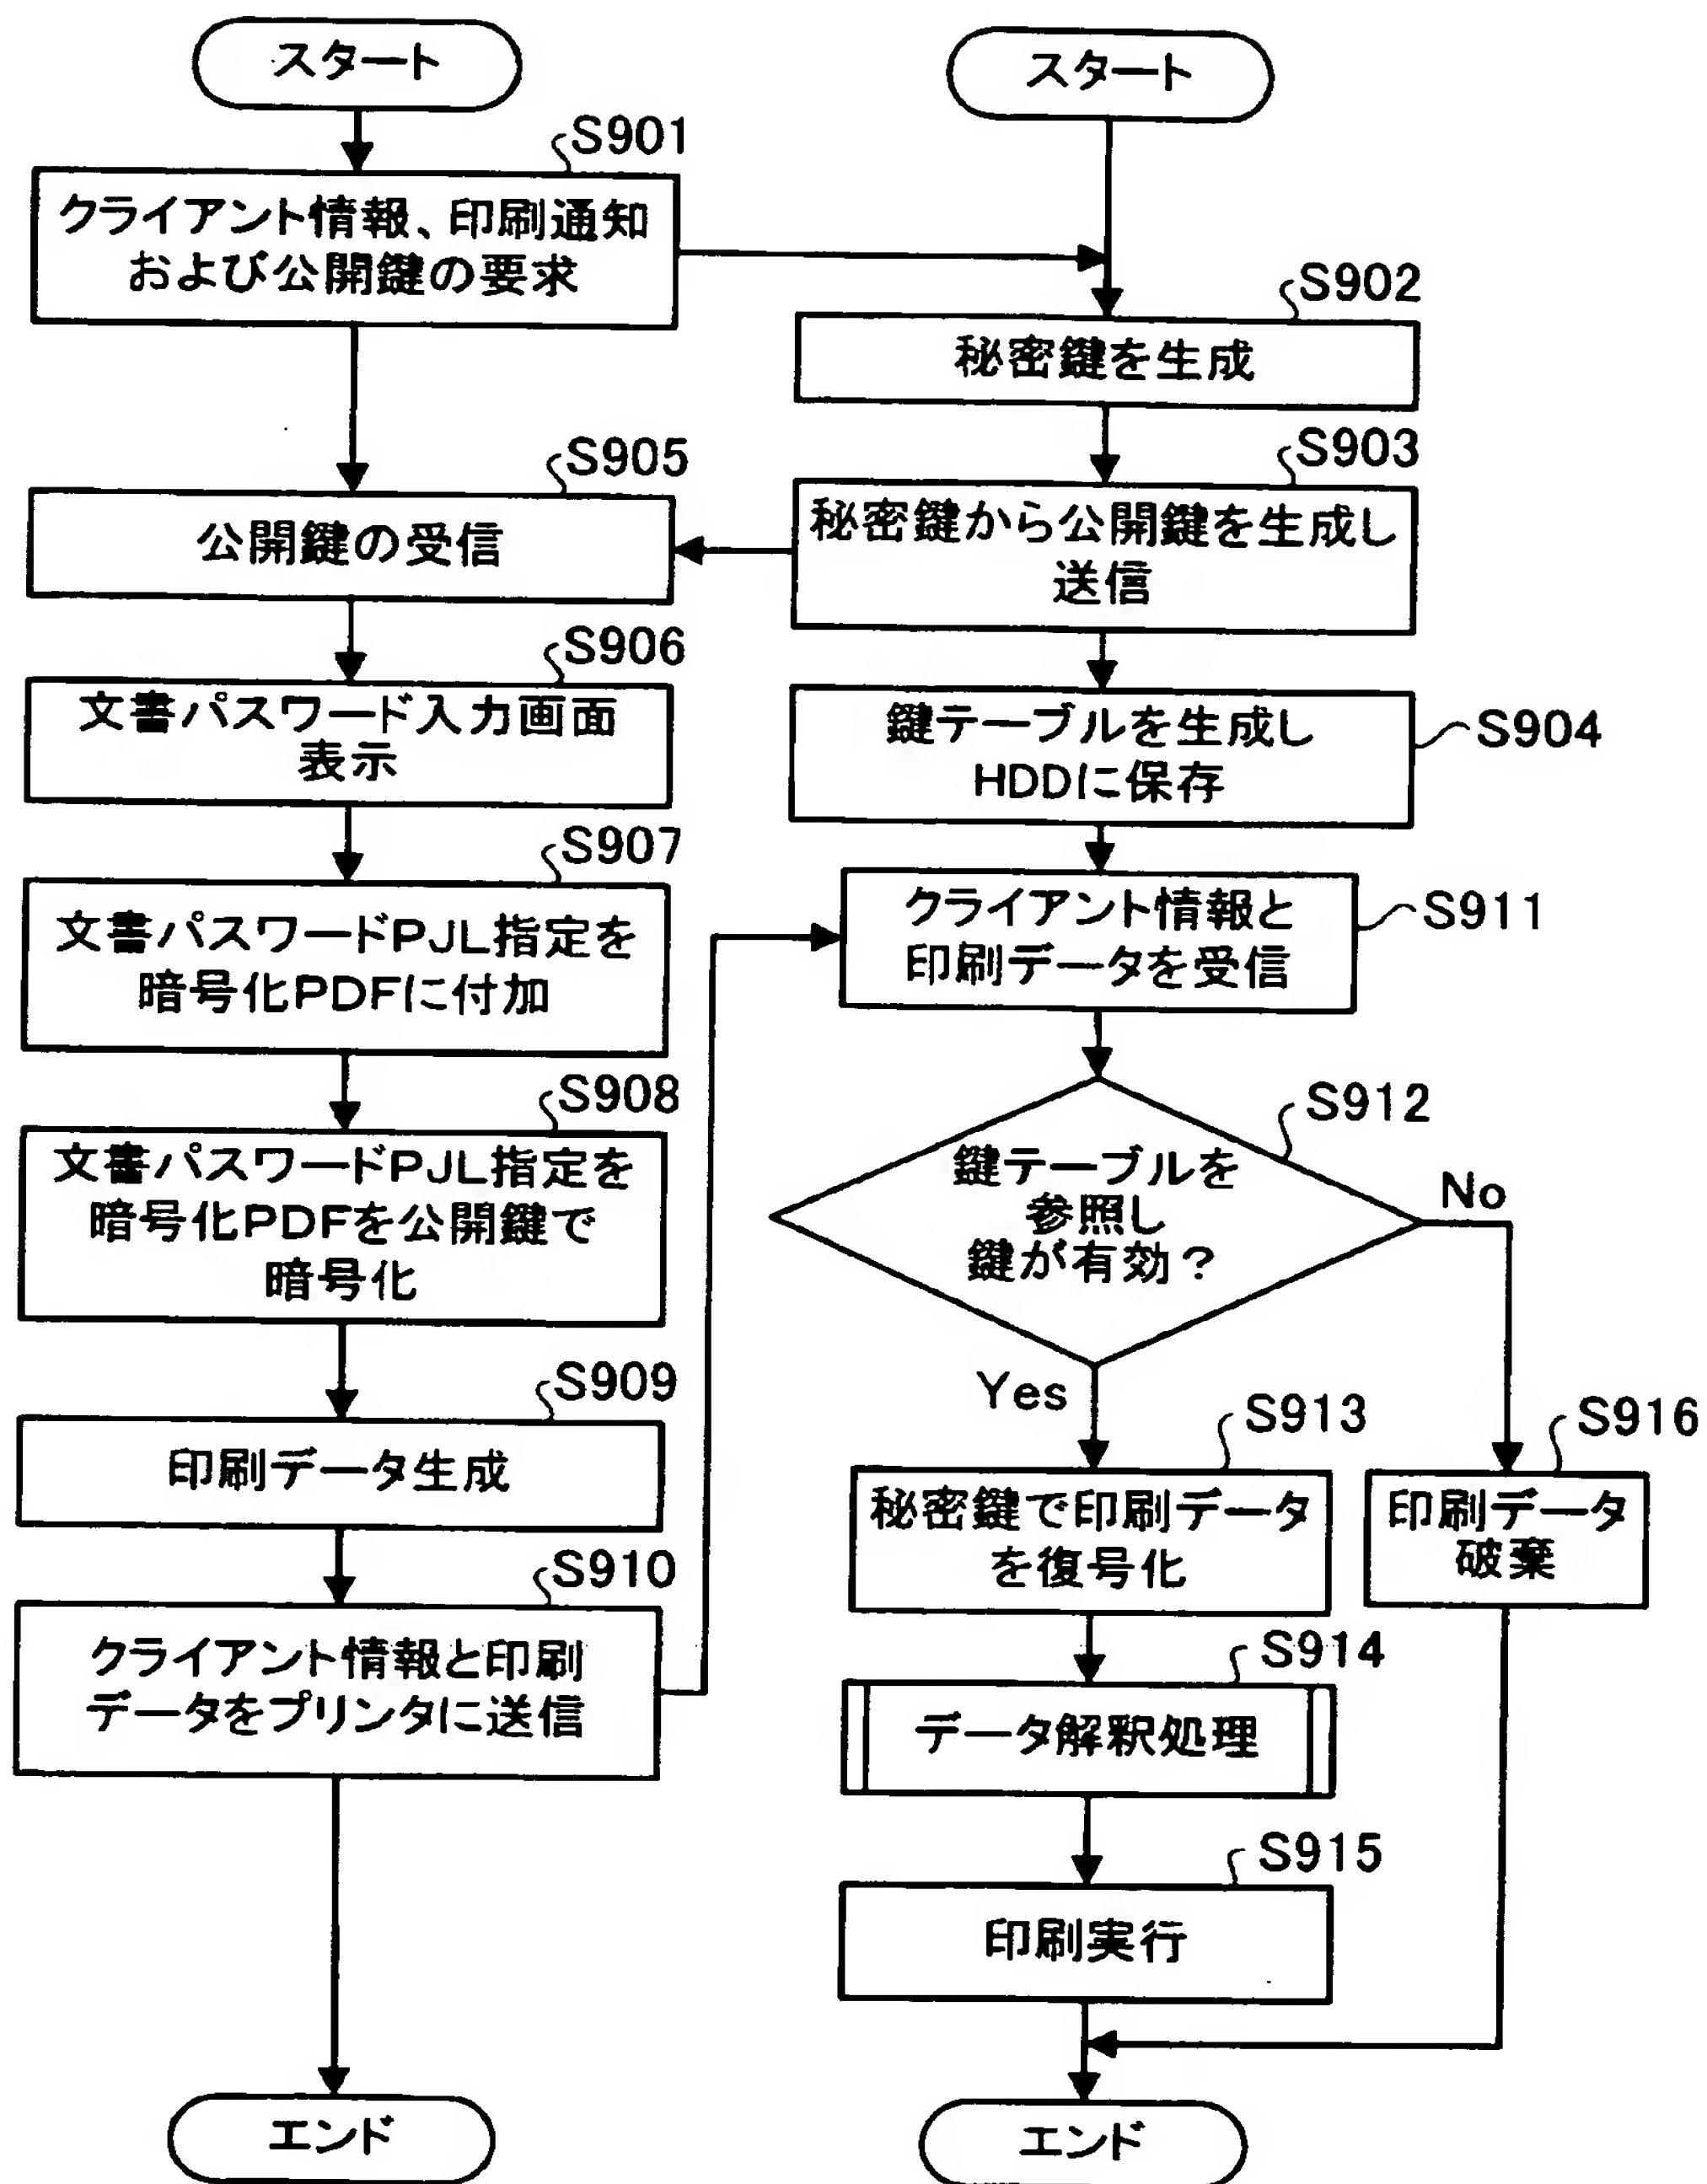 スタート
S901
クライアント情報、印刷通知
および公開鍵の要求
S905
公開鍵の受信
S906
文書パスワード入力画面
表示
S907
文書パスワードPJL指定を
暗号化PDFに付加
S908
文書パスワードPJL指定を
暗号化PDFを公開鍵で
暗号化
S909
印刷データ生成
S910
クライアント情報と印刷
データをプリンタに送信
エンド
スタート
S902
秘密鍵を生成
S903
秘密鍵から公開鍵を生成し
送信
S904
鍵テーブルを生成し
HDDに保存
S911
クライアント情報と
印刷データを受信
S912
鍵テーブルを
参照し
鍵が有効?
No
Yes
S913
秘密鍵で印刷データ
を復号化
S916
印刷データ
破棄
S914
データ解釈処理
S915
印刷実行
エンド